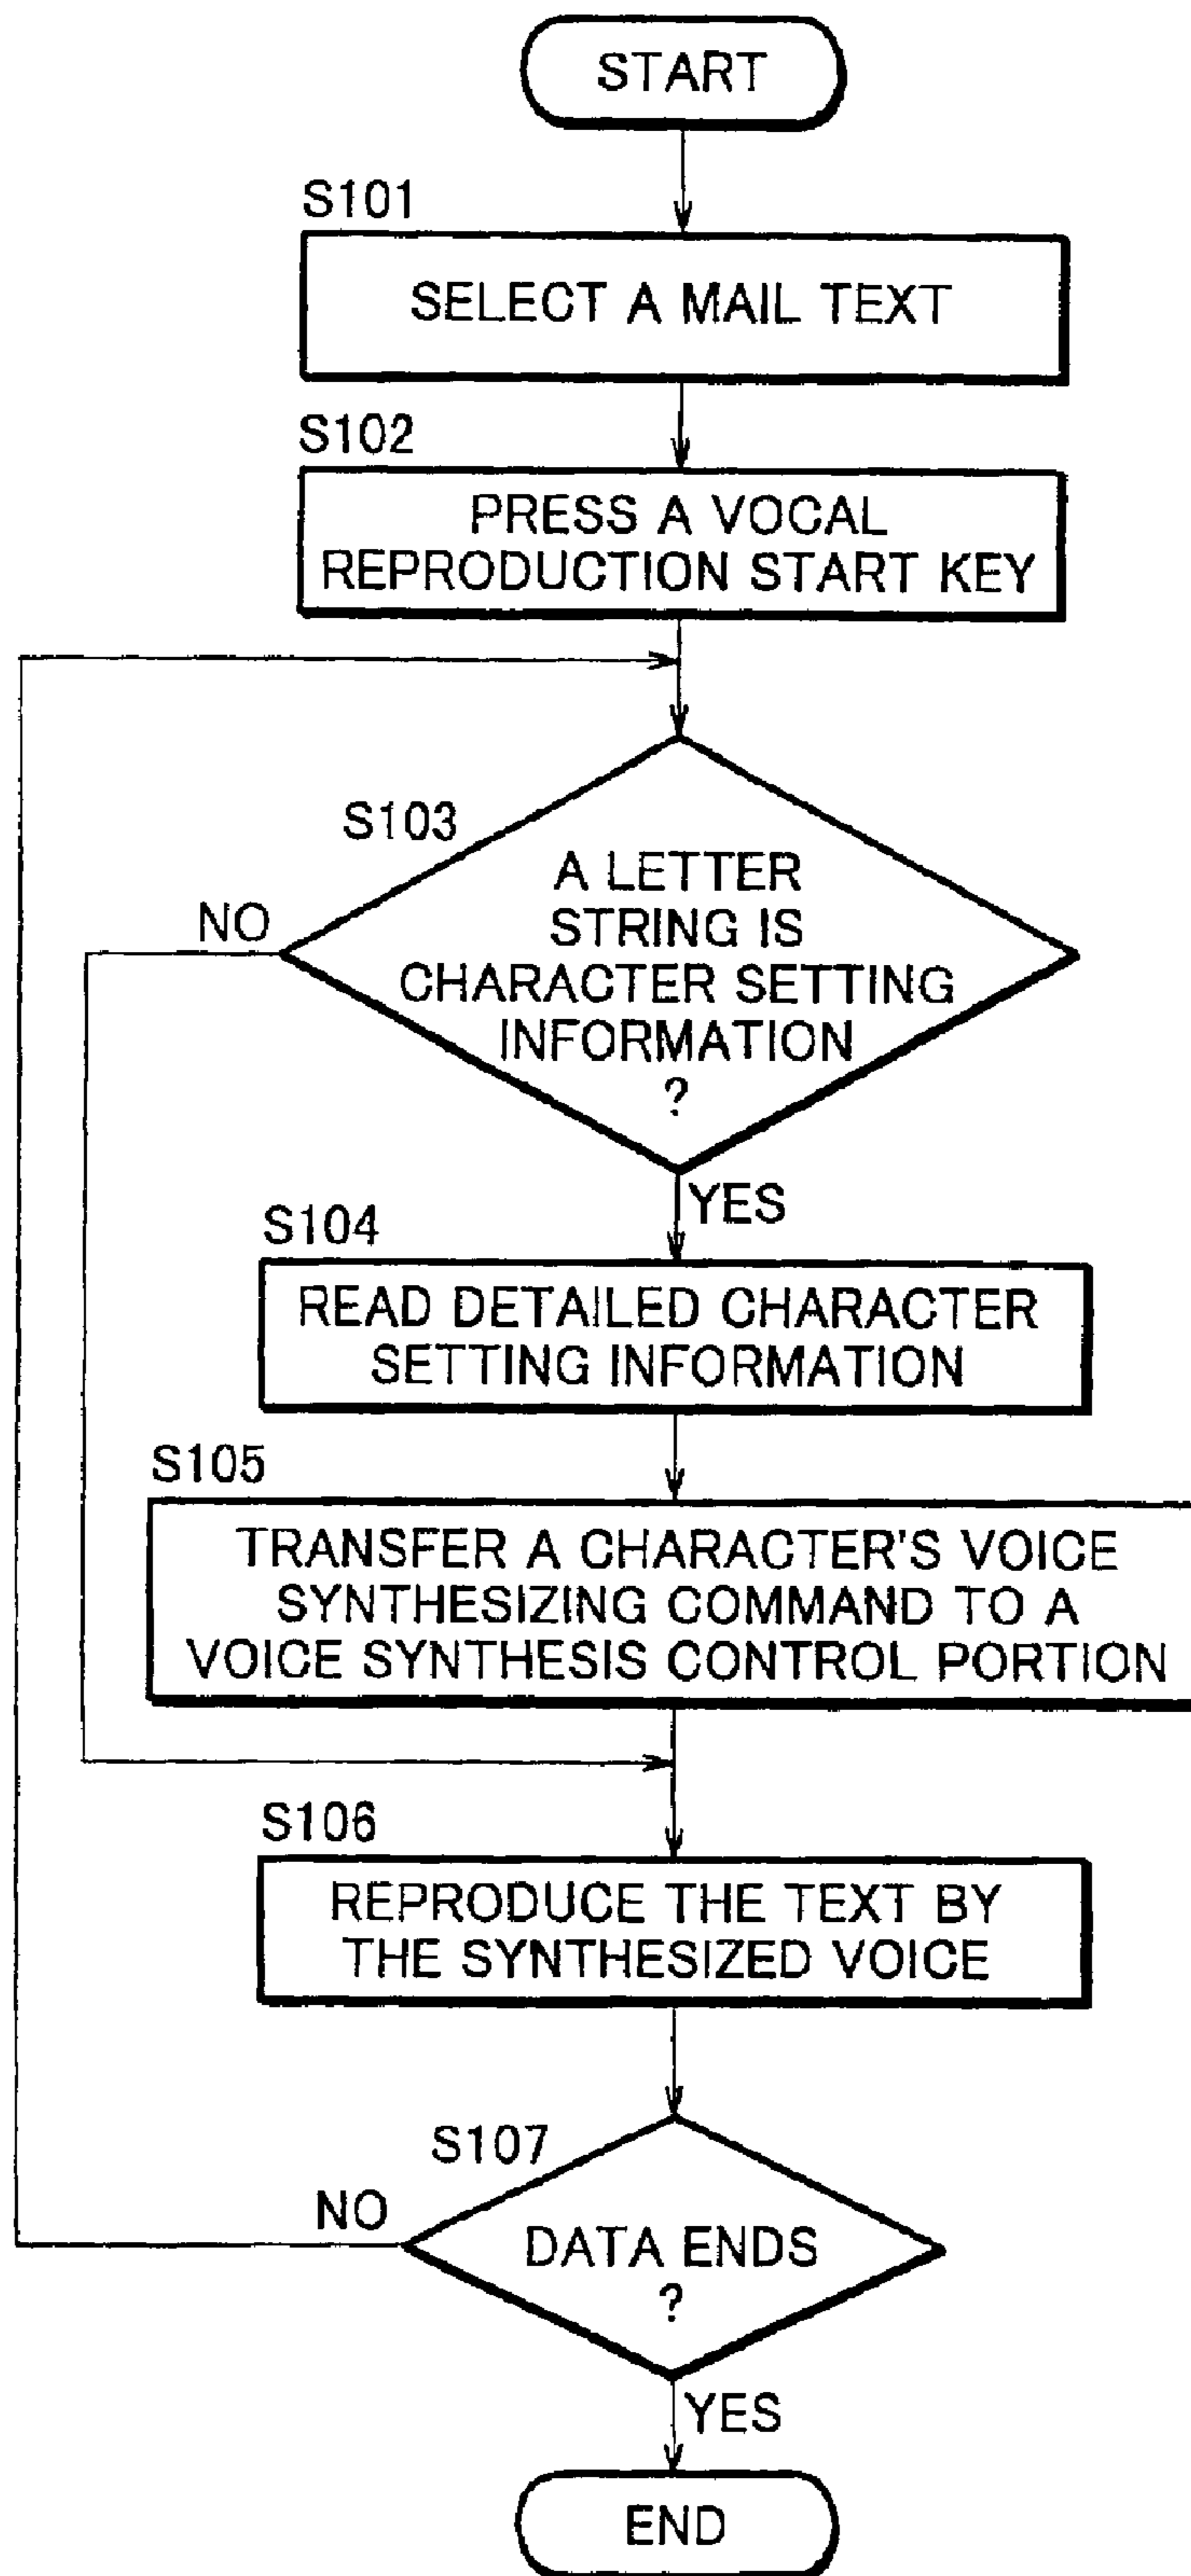 START
S101
SELECT A MAIL TEXT
S102
PRESS A VOCAL
REPRODUCTION START KEY
S103
A LETTER
STRING IS
CHARACTER SETTING
INFORMATION
?
NO
YES
S104
READ DETAILED CHARACTER
SETTING INFORMATION
S105
TRANSFER A CHARACTER'S VOICE
SYNTHESIZING COMMAND TO A
VOICE SYNTHESIS CONTROL PORTION
S106
REPRODUCE THE TEXT BY
THE SYNTHESIZED VOICE
S107
NO
DATA ENDS
?
YES
END